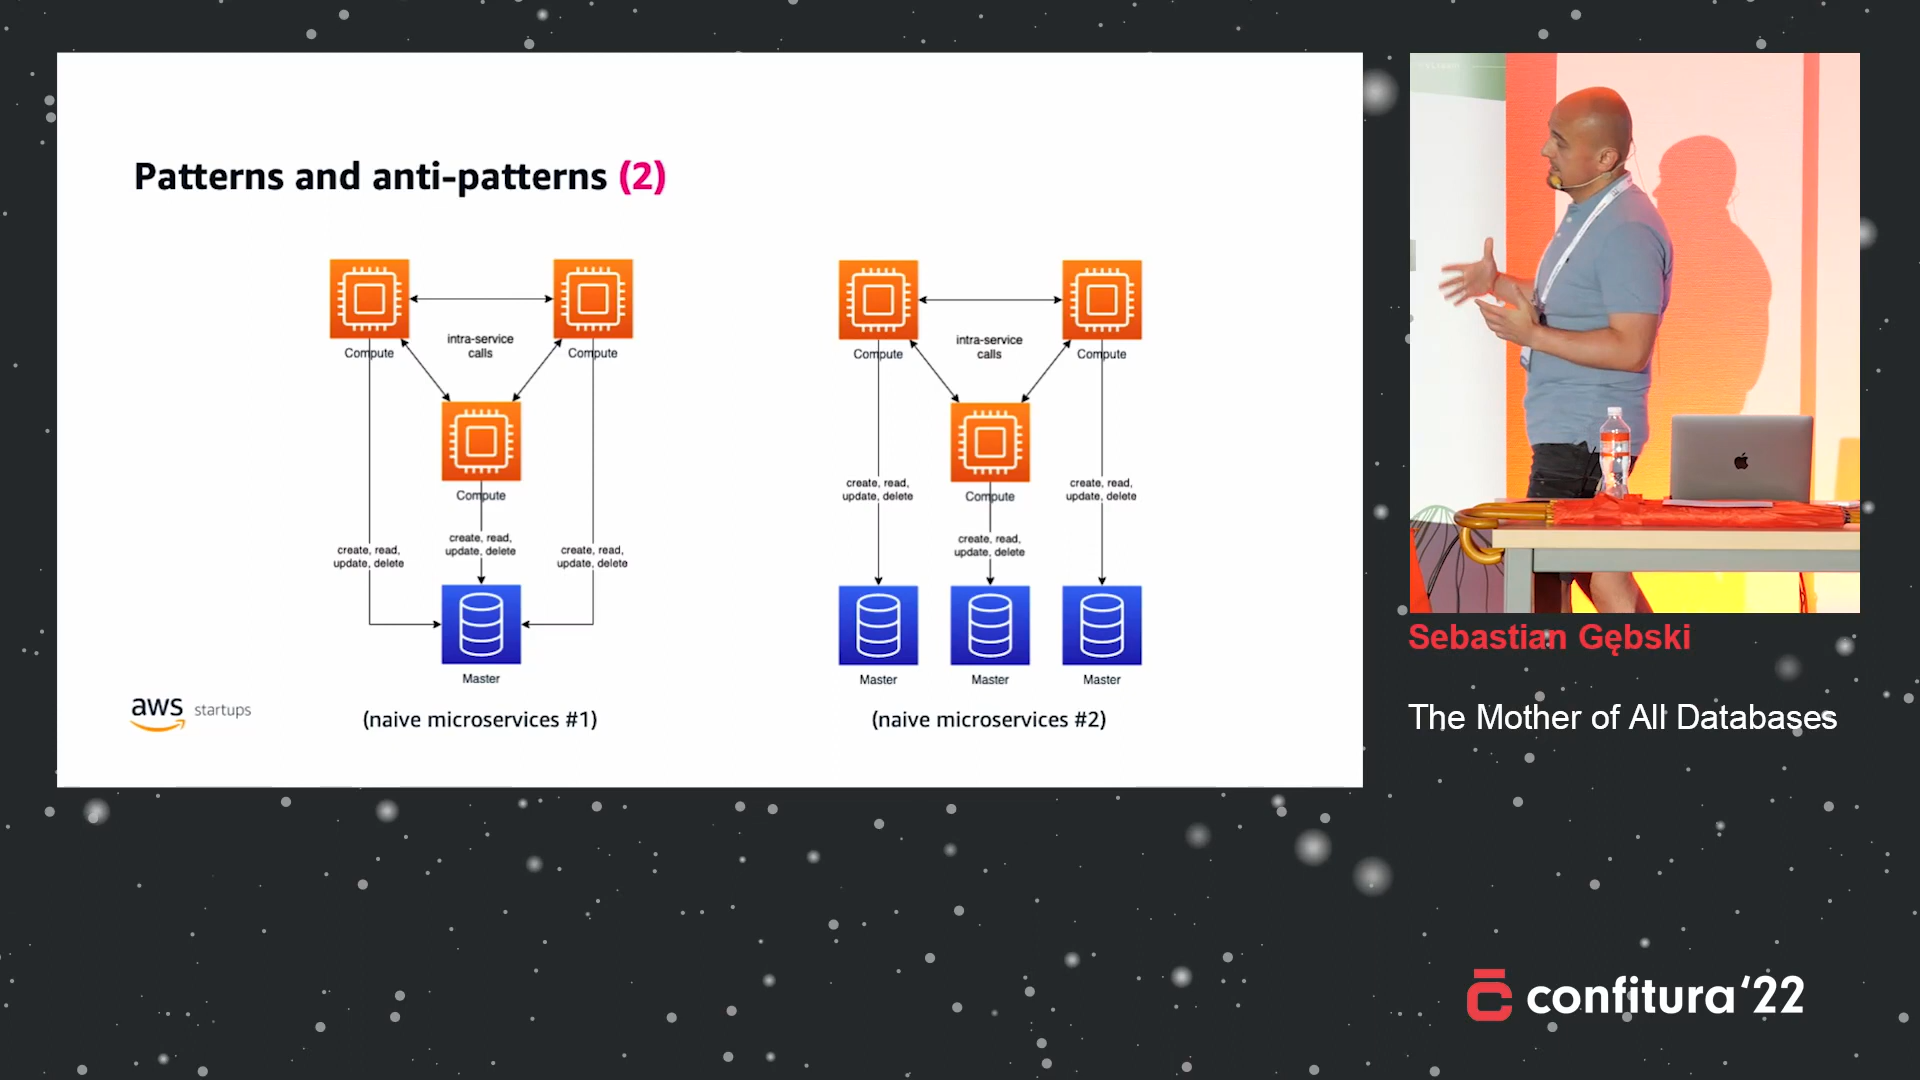 Patterns and anti-patterns (2)
intra-service
calls
Compute
Compute
Compute
create, read,
update, delete
create, read,
update, delete
create, read,
update, delete
Master
(naive microservices #1)
intra-service
calls
Compute
Compute
create, read,
update, delete
create, read,
update, delete
Compute
create, read,
update, delete
Master
Master
Master
(naive microservices #2)
aws startups
Sebastian Gębski
The Mother of All Databases
confitura '22